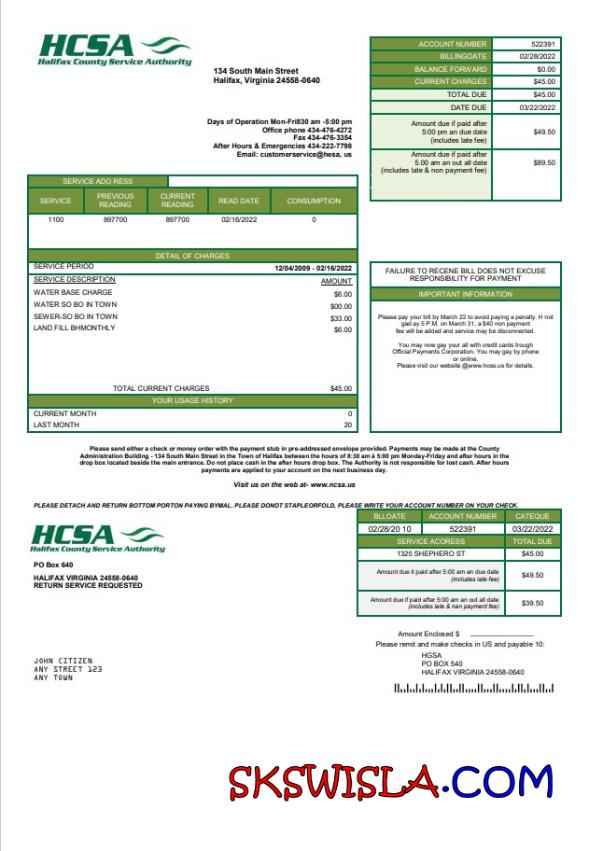 HCSA
Halifax County Service Authority
134 South Main Street
Halifax, Virginia 24558-0640
Days of Operation Mon-Fri830 am -5:00 pm
Office phone 434-476-4272
Fax 434-476-3354
After Hours & Emergencies 434-222-7798
Email: customerservice@hesa, us
ACCOUNT NUMBER 522391
BILLINGOATE 02/28/2022
BALANCE FORWARD $0.00
CURRENT CHARGES $45.00
TOTAL DUE $45.00
DATE DUE 03/22/2022
Amount due if paid after
5:00 pm an due date
(includes late fee)
$49.50
Amount due if paid after
5.00 am on out all date
(includes late & non payment fee)
$89.50
SERVICE ADO RESS
SERVICE PREVIOUS READING CURRENT READING READ DATE CONSUMPTION
1100 897700 897700 02/16/2022 0
DETAIL OF CHARGES
SERVICE PERIOD 12/04/2009 - 02/16/2022
SERVICE DESCRIPTION AMOUNT
WATER BASE CHARGE $6.00
WATER SO BO IN TOWN $00.00
SEWER-SO BO IN TOWN $33.00
LAND FILL BHMONTHLY $6.00
TOTAL CURRENT CHARGES $45.00
YOUR USAGE HISTORY
CURRENT MONTH 0
LAST MONTH 20
FAILURE TO RECENE BILL DOES NOT EXCUSE
RESPONSIBILITY FOR PAYMENT
IMPORTANT INFORMATION
Please pay your bill by March 22 to avoid paying a penalty. H not
gad ay 5 P.M. on March 31, a $40 non payment
fee will be added and service may be disconnected.
You may now gay your all with credit cards trough
Official Payments Corporation. You may gay by phone
or online.
Please visit our website @www.hoss.us for details.
Please send either a check or money order with the payment stub in pre-addressed envelope provided. Payments may be made at the County
Administration Building - 134 South Main Street in the Town of Halifax between the hours of 8:30 am à 5:00 pm Monday-Friday and after hours in the
drop box located beside the main entrance. Do not place cash in the after hours drop box. The Authority is not responsible for lost cash. After hours
payments are applied to your account on the next business day.
Visit us on the web at- www.ncsa.us
PLEASE DETACH AND RETURN BOTTOM PORTON PAYING BYMAL. PLEASE DONOT STAPLEORFOLD, PLEASE WRITE YOUR ACCOUNT NUMBER ON YOUR CHECK.
HCSA
Halifax County Service Authority
PO Box 640
HALIFAX VIRGINIA 24558-0640
RETURN SERVICE REQUESTED
BLLOATE ACCOUNT NUMBER CATEQUE
02/28/20 10 522391 03/22/2022
SERVICE ACORESS TOTAL DUE
1325 SHEPHERO ST $45.00
Amount due it paid after 5:00 am an due date
(includes late fee)
$49.50
Amount due if paid after 5:00 am an out all date
(includes late & nan payment fee)
$39.50
Amount Enclosed $
Please remit and make checks in US and payable 10:
HGSA
PO BOX 540
HALIFAX VIRGINIA 24558-0640
JOHN CITIZEN
ANY STREET 123
ANY TOWN
SKSWISLA.COM